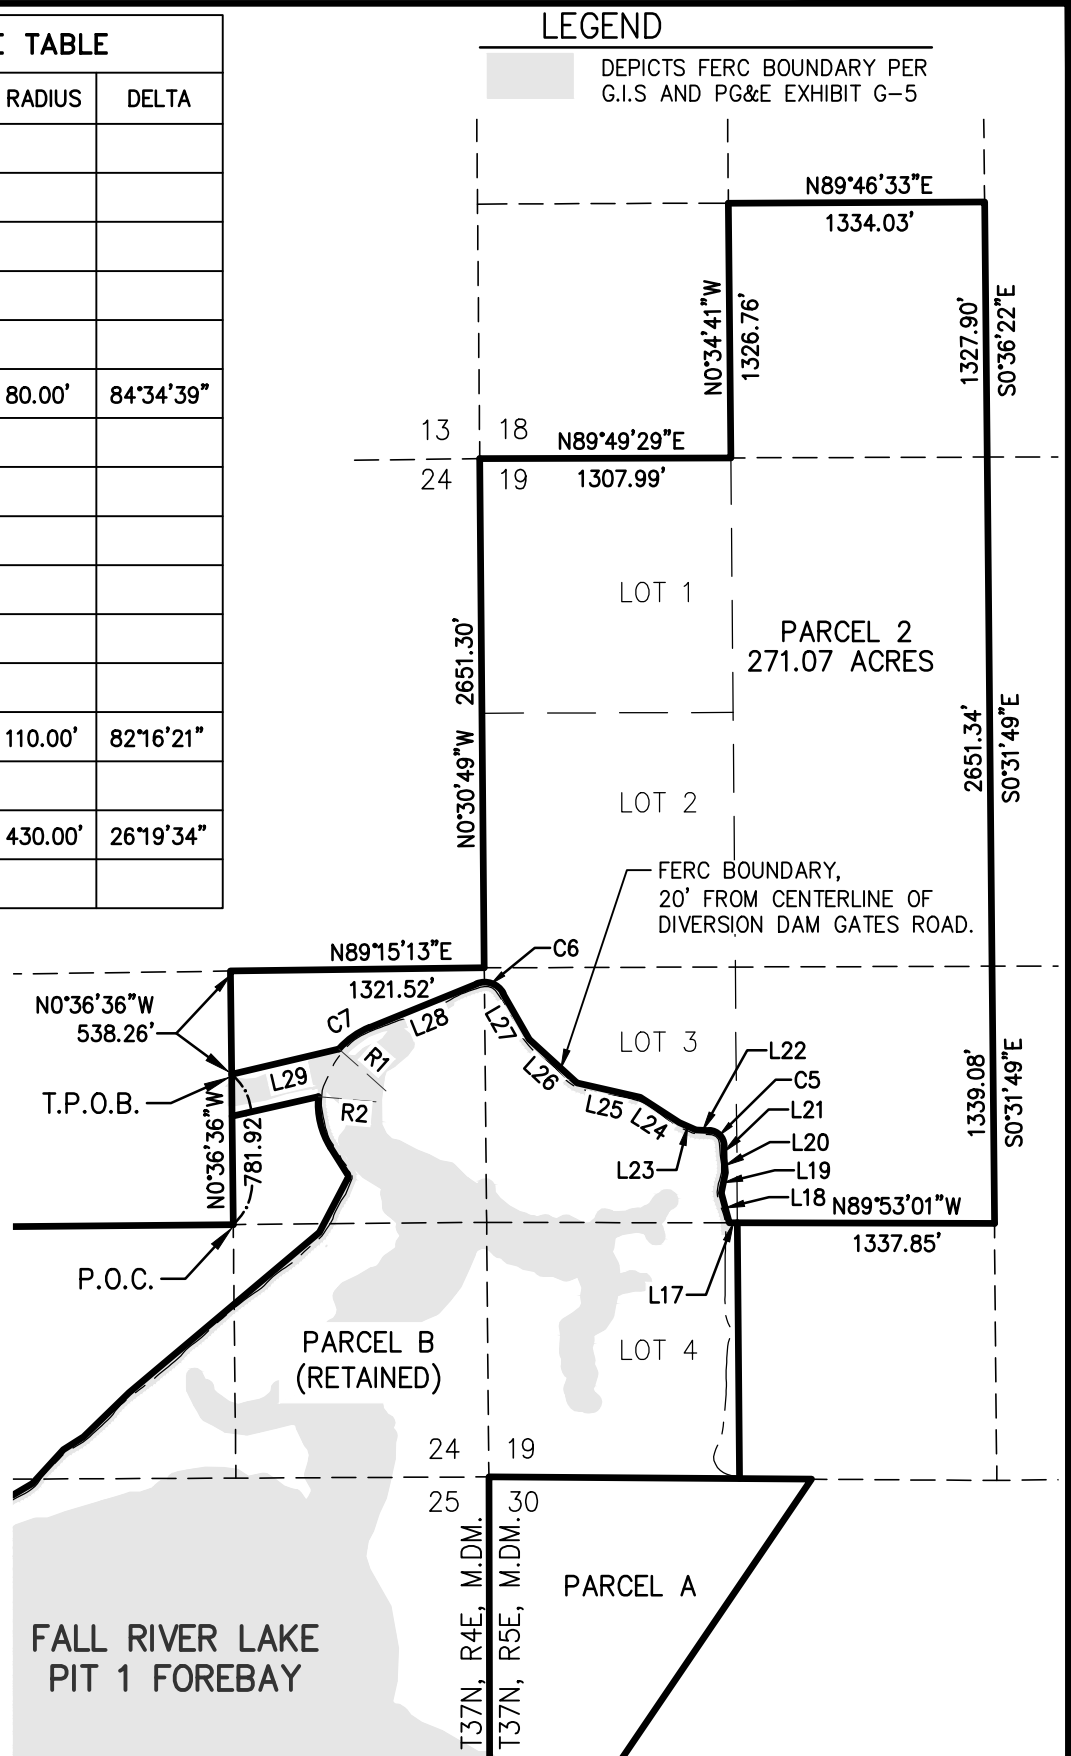 E TABLE
RADIUS DELTA
80.00' 84°34'39"
110.00' 82°16'21"
430.00' 26°19'34"
LEGEND
DEPICTS FERC BOUNDARY PER
G.I.S AND PG&E EXHIBIT G-5
N89°46'33"E
1334.03'
N0°34'41"W
1326.76'
1327.90'
S0°36'22"E
13 18
N89°49'29"E
24 19
1307.99'
LOT 1
PARCEL 2
271.07 ACRES
N0°30'49"W 2651.30'
2651.34'
S0°31'49"E
LOT 2
FERC BOUNDARY,
20' FROM CENTERLINE OF
DIVERSION DAM GATES ROAD.
N89°15'13"E
1321.52'
C6
N0°36'36"W
538.26'
C7
L28
L27
R1
L29
R2
L26
L25
L24
LOT 3
L22
C5
L21
L20
L19
L18
L23
1339.08'
S0°31'49"E
T.P.O.B.
N0°36'36"W
781.92
N89°53'01"W
1337.85'
P.O.C.
L17
PARCEL B
(RETAINED)
LOT 4
24 19
25 30
T37N, R4E, M.DM.
T37N, R5E, M.DM.
PARCEL A
FALL RIVER LAKE
PIT 1 FOREBAY